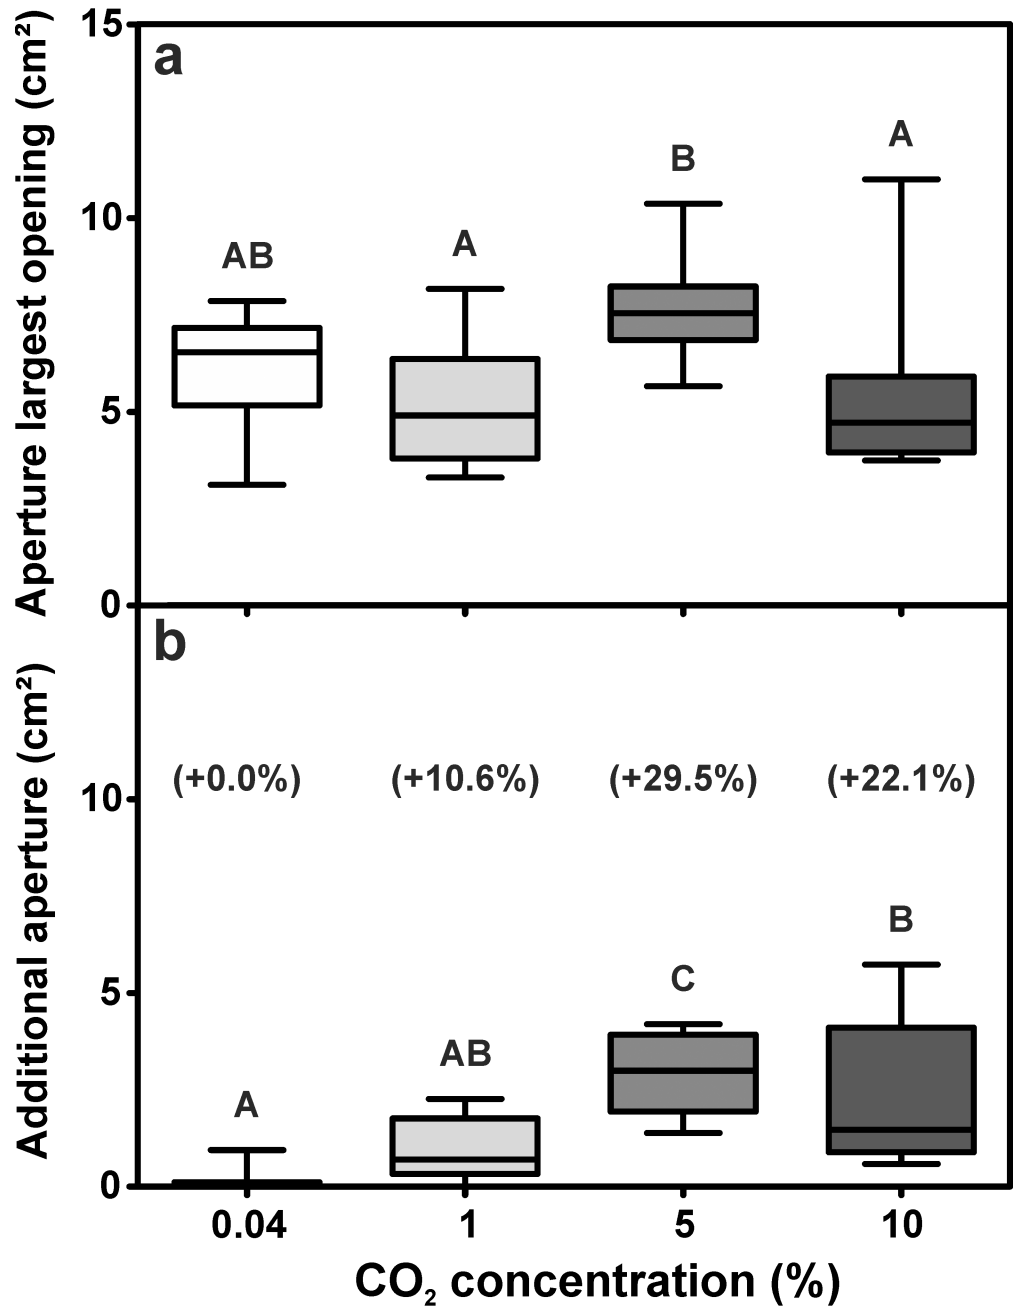 Aperture largest opening (cm²)
15
10
5
0
a
AB
A
B
A
Additional aperture (cm²)
10
5
0
b
(+0.0%)
(+10.6%)
(+29.5%)
(+22.1%)
A
AB
C
B
0.04
1
5
10
CO₂ concentration (%)